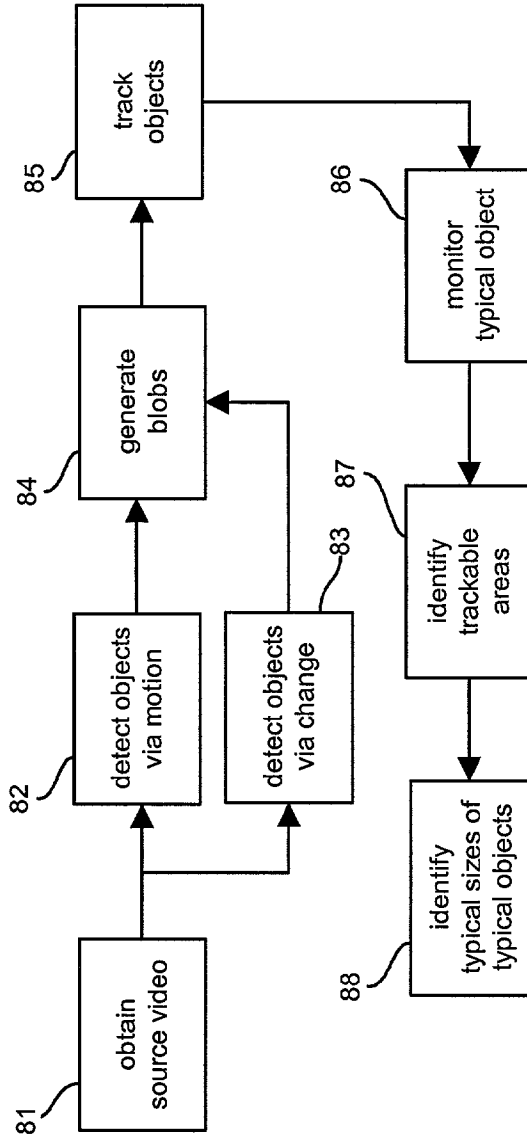 81
obtain
source video
82
detect objects
via motion
83
detect objects
via change
84
generate
blobs
85
track
objects
86
monitor
typical object
87
identify
trackable
areas
88
identify
typical sizes of
typical objects